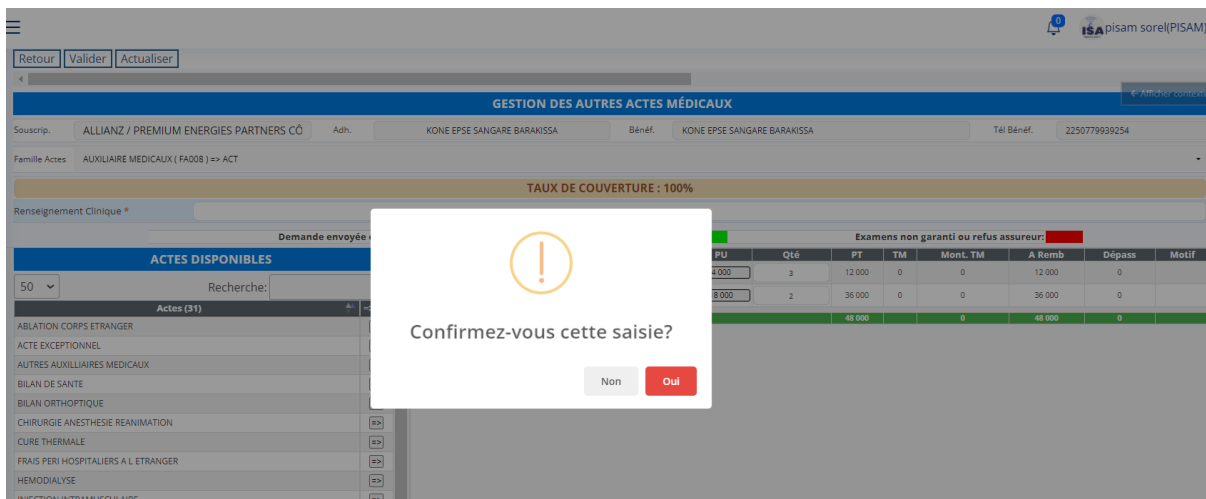 0
ISA pisam sorel(PISAM)
Retour Valider Actualiser
GESTION DES AUTRES ACTES MÉDICAUX
Souscrip. ALLIANZ / PREMIUM ENERGIES PARTNERS CÔ Adh. KONE EPSE SANGARE BARAKISSA Bénéf. KONE EPSE SANGARE BARAKISSA Tél Bénéf. 2250779939254
Famille Actes AUXILIAIRE MEDICAUX ( FA008 ) => ACT
TAUX DE COUVERTURE : 100%
Renseignement Clinique *
Demande envoyée Examens non garanti ou refus assureur:
ACTES DISPONIBLES
PU Qté PT TM Mont. TM A Remb Dépass Motif
3 12 000 0 0 12 000 0
2 36 000 0 0 36 000 0
48 000 0 48 000 0
50 Recherche:
Actes (31)
ABLATION CORPS ETRANGER
ACTE EXCEPTIONNEL
AUTRES AUXILLIAIRES MEDICAUX
BILAN DE SANTE
BILAN ORTHOPTIQUE
CHIRURGIE ANESTHESIE REANIMATION =>
CURE THERMALE =>
FRAIS PERI HOSPITALIERS A L ETRANGER =>
HEMODIALYSE =>
Confirmez-vous cette saisie?
Non Oui